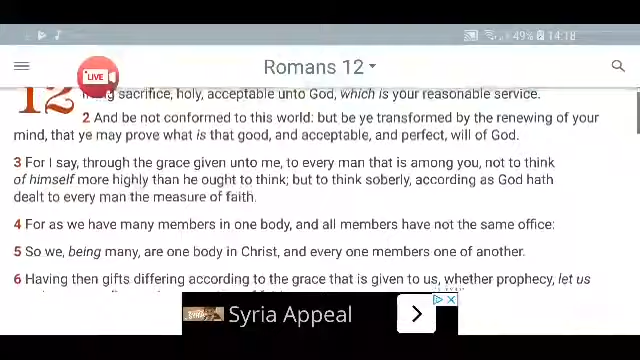 49% 14:18
Romans 12
LIVE
12 living sacrifice, holy, acceptable unto God, which is your reasonable service.
2 And be not conformed to this world: but be ye transformed by the renewing of your
mind, that ye may prove what is that good, and acceptable, and perfect, will of God.
3 For I say, through the grace given unto me, to every man that is among you, not to think
of himself more highly than he ought to think; but to think soberly, according as God hath
dealt to every man the measure of faith.
4 For as we have many members in one body, and all members have not the same office:
5 So we, being many, are one body in Christ, and every one members one of another.
6 Having then gifts differing according to the grace that is given to us, whether prophecy, let us
Syria Appeal